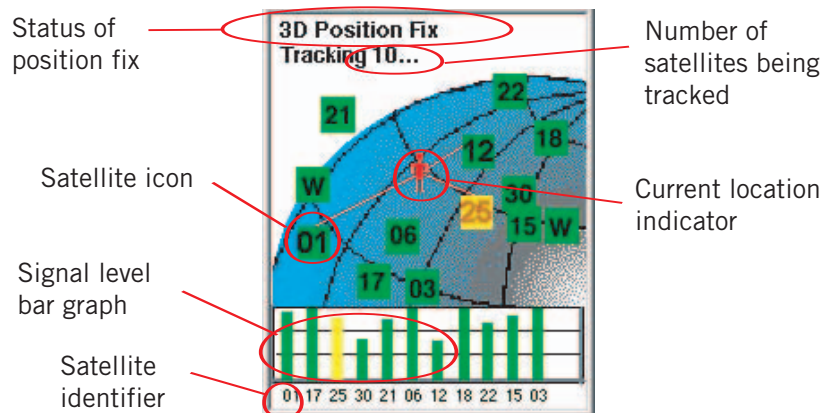 Status of
position fix
3D Position Fix
Tracking 10...
Number of
satellites being
tracked
22
21
18
12
W
Satellite icon
30
25
Current location
indicator
01
06
15
W
17
03
Signal level
bar graph
Satellite
identifier
01 17 25 30 21 06 12 18 22 15 03